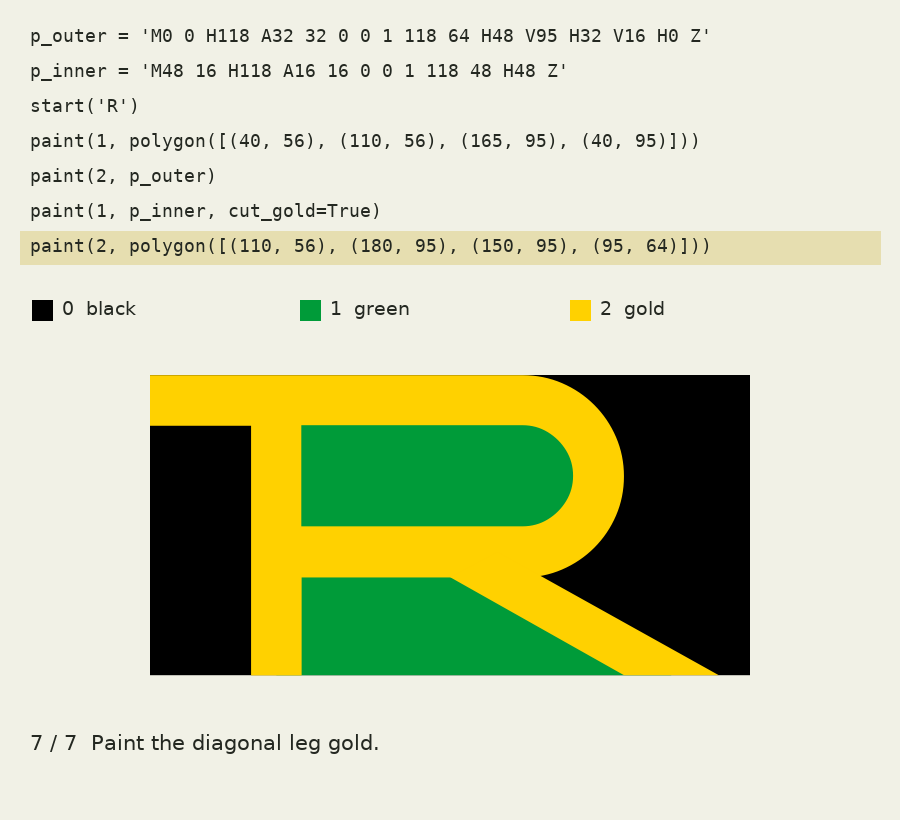 p_outer = 'M0 0 H118 A32 32 0 0 1 118 64 H48 V95 H32 V16 H0 Z'
p_inner = 'M48 16 H118 A16 16 0 0 1 118 48 H48 Z'
start('R')
paint(1, polygon([(40, 56), (110, 56), (165, 95), (40, 95)]))
paint(2, p_outer)
paint(1, p_inner, cut_gold=True)
paint(2, polygon([(110, 56), (180, 95), (150, 95), (95, 64)]))
0 black 1 green 2 gold
7 / 7 Paint the diagonal leg gold.